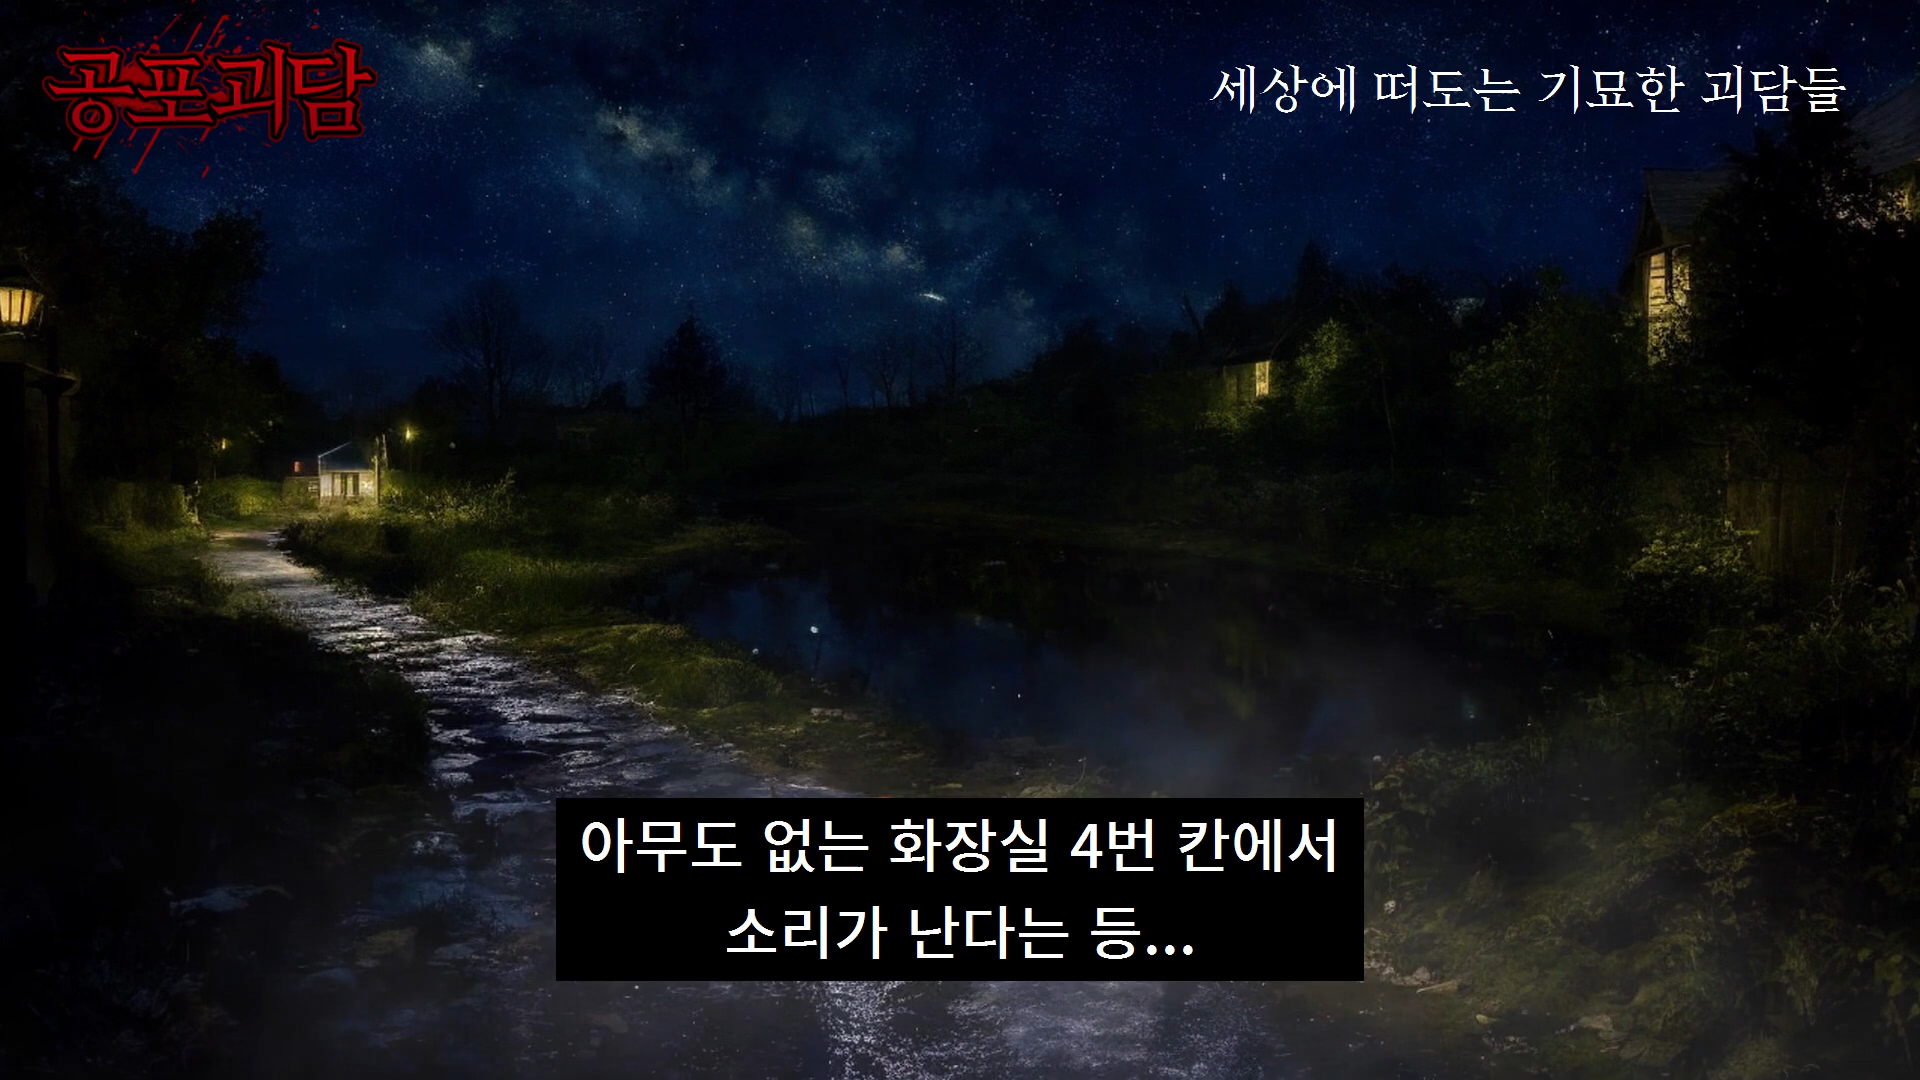 공포괴담
세상에 떠도는 기묘한 괴담들
아무도 없는 화장실 4번 칸에서
소리가 난다는 등...